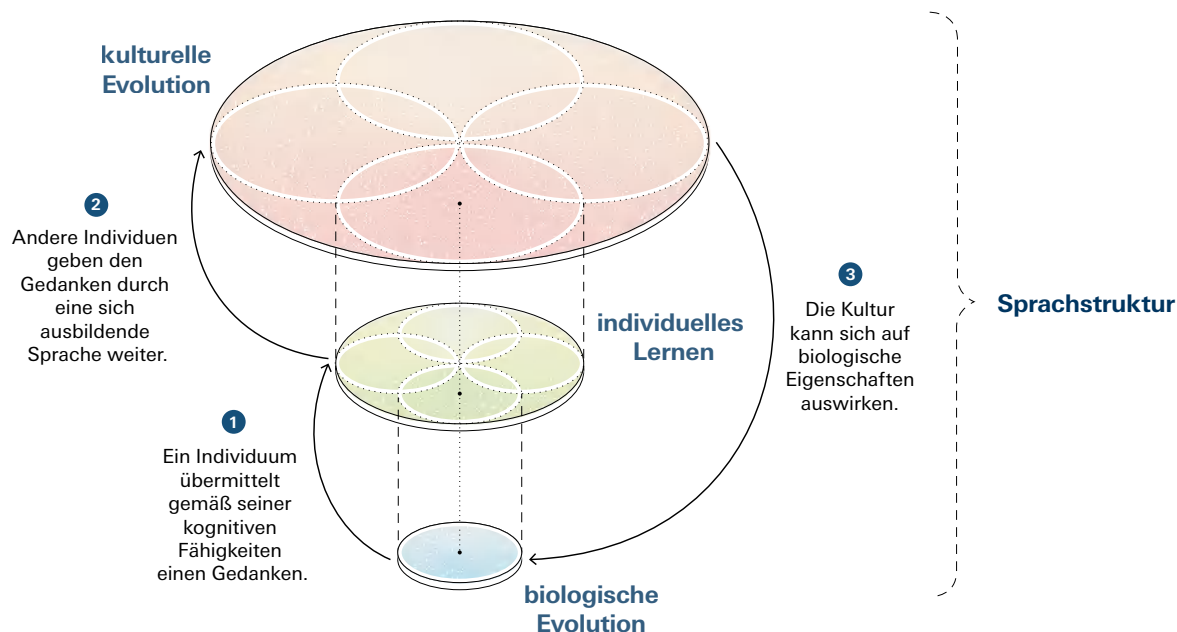 kulturelle
Evolution
2
Andere Individuen
geben den
Gedanken durch
eine sich
ausbildende
Sprache weiter.
1
Ein Individuum
übermittelt
gemäß seiner
kognitiven
Fähigkeiten
einen Gedanken.
individuelles
Lernen
biologische
Evolution
3
Die Kultur
kann sich auf
biologische
Eigenschaften
auswirken.
Sprachstruktur